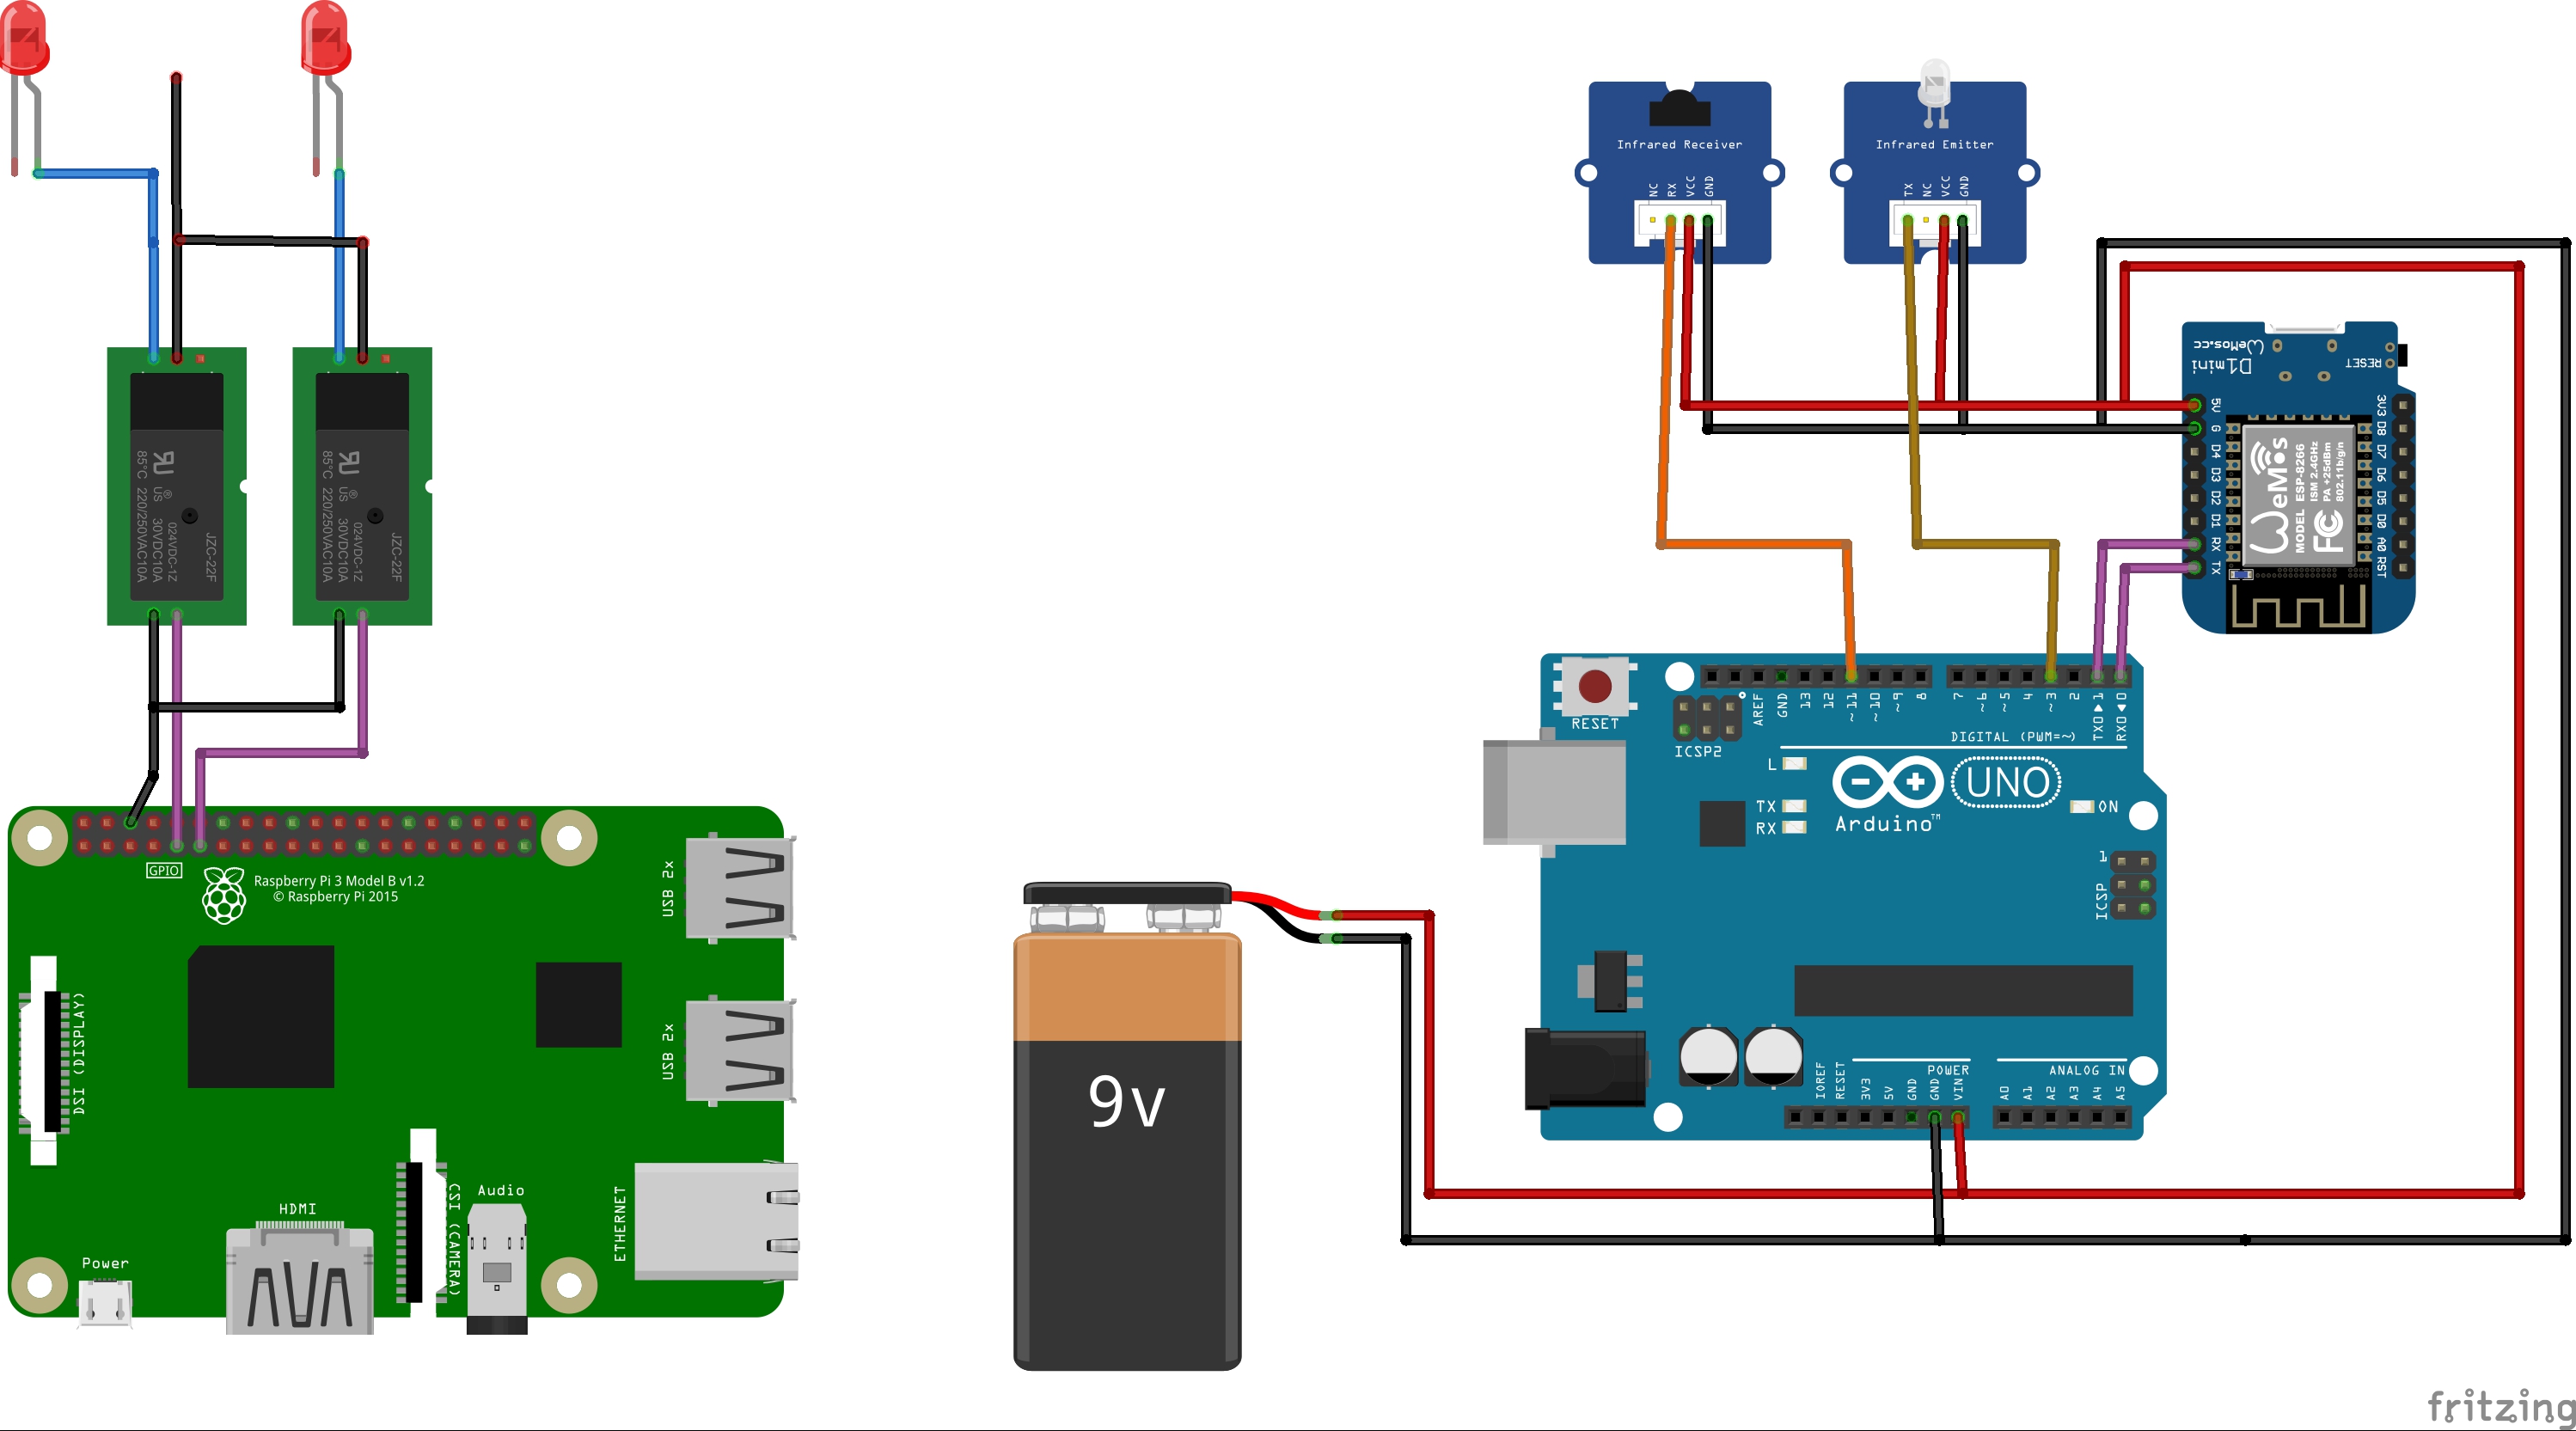 Infrared Receiver
NC
RX
VCC
GND
Infrared Emitter
TX
NC
VCC
GND
WeMos.cc
D1mini
RESET
5V
G
D4
D3
D2
D1
RX
TX
3V3
D8
D7
D6
D5
D0
A0
RST
WeMos
MODEL ESP-8266
ISM 2.4GHz
PA +25dBm
802.11b/g/n
FC
JZC-22F
024VDC-1Z
US® 30VDC10A
85°C 220/250VAC10A
JZC-22F
024VDC-1Z
US® 30VDC10A
85°C 220/250VAC10A
RESET
ICSP2
AREF
GND
13
12
~11
~10
~9
8
7
~6
~5
4
~3
2
TX0▶1
RX0◀0
DIGITAL (PWM=~)
L
TX
RX
Arduino™
UNO
ON
1
ICSP
IOREF
RESET
3V3
5V
GND
GND
VIN
POWER
A0
A1
A2
A3
A4
A5
ANALOG IN
GPIO
Raspberry Pi 3 Model B v1.2
© Raspberry Pi 2015
USB 2x
USB 2x
DSI (DISPLAY)
CSI (CAMERA)
Audio
ETHERNET
HDMI
Power
9v
fritzing